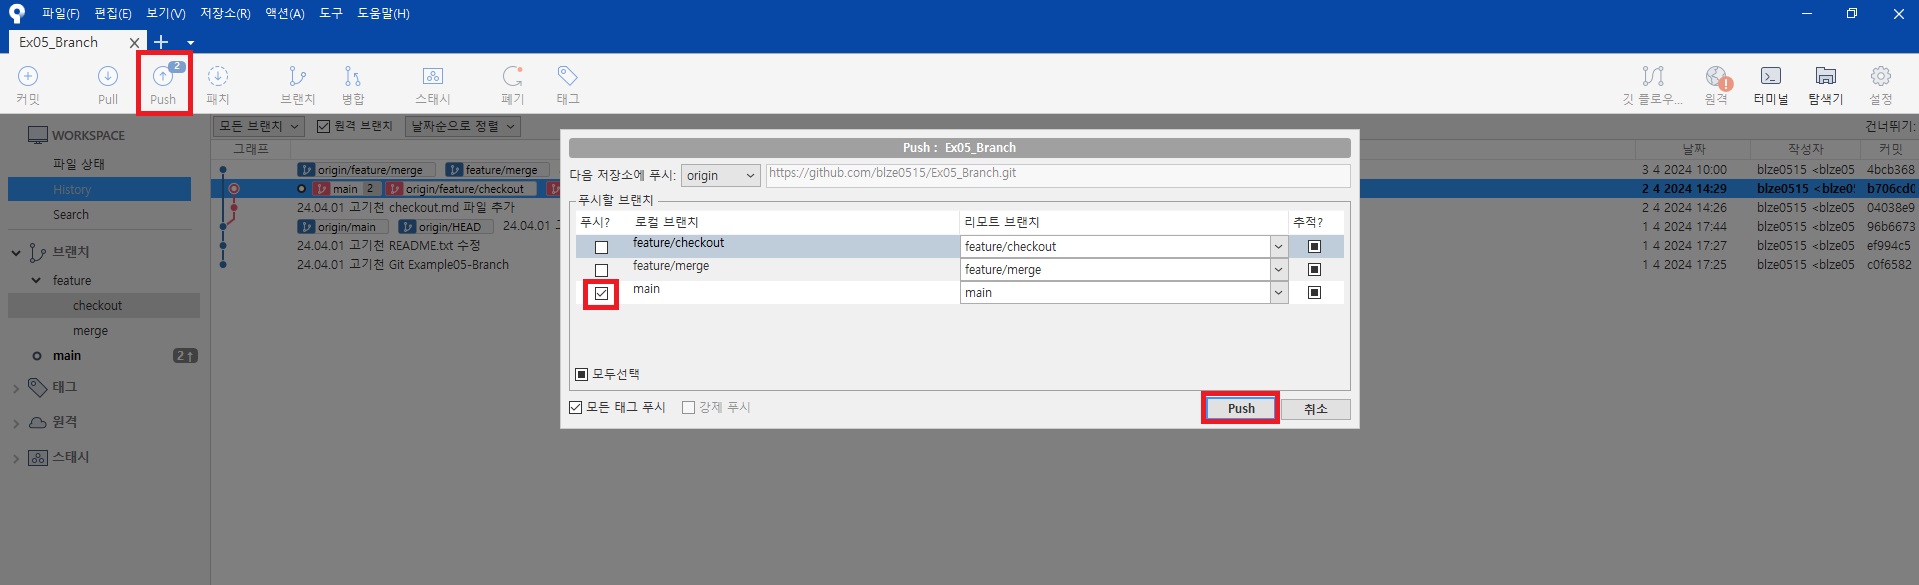 파일(F) 편집(E) 보기(V) 저장소(R) 액션(A) 도구 도움말(H)
Ex05_Branch
2
커밋 Pull Push 패치 브랜치 병합 스태시 폐기 태그 깃 플로우... 원격 터미널 탐색기 설정
WORKSPACE
파일 상태
History
Search
브랜치
feature
checkout
merge
main 2↑
태그
원격
스태시
모든 브랜치 원격 브랜치 날짜순으로 정렬 건너뛰기:
그래프 날짜 작성자 커밋
origin/feature/merge feature/merge 3 4 2024 10:00 blze0515 <blze05 4bcb368
main 2 origin/feature/checkout 2 4 2024 14:29 blze0515 <blze05: b706cd0
24.04.01 고기천 checkout.md 파일 추가 2 4 2024 14:26 blze0515 <blze05 04038e9
origin/main origin/HEAD 24.04.01 1 4 2024 17:44 blze0515 <blze05 96b6673
24.04.01 고기천 README.txt 수정 1 4 2024 17:27 blze0515 <blze05 ef994c5
24.04.01 고기천 Git Example05-Branch 1 4 2024 17:25 blze0515 <blze05 c0f6582
Push : Ex05_Branch
다음 저장소에 푸시: origin https://github.com/blze0515/Ex05_Branch.git
푸시할 브랜치
푸시? 로컬 브랜치 리모트 브랜치 추적?
feature/checkout feature/checkout
feature/merge feature/merge
main main
모두선택
모든 태그 푸시 강제 푸시 Push 취소